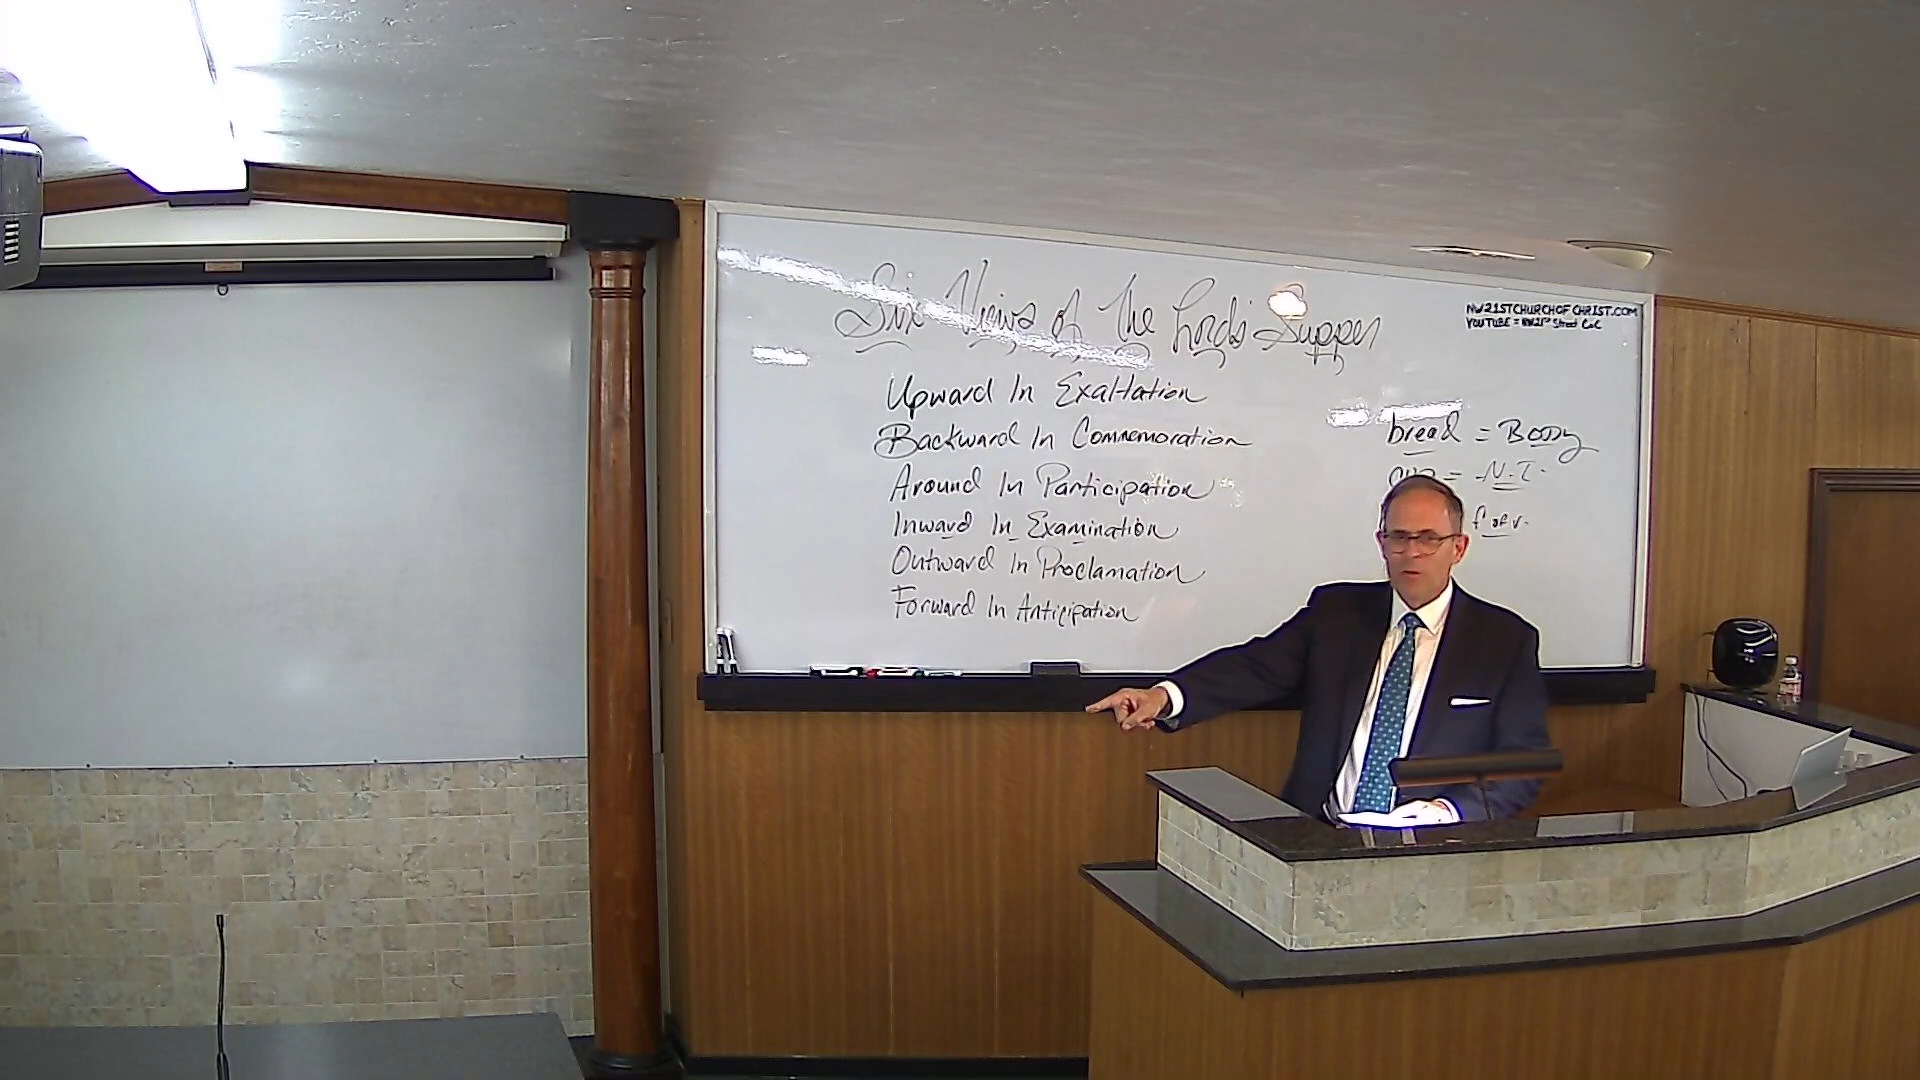 Six Views of the Lord's Supper
NW21STCHURCHOFCHRIST.COM
YOUTUBE = NW21st Street CoC
Upward In Exaltation
Backward In Commemoration
Around In Participation
Inward In Examination
Outward In Proclamation
Forward In Anticipation
bread = Body
= N.T.
f of v.